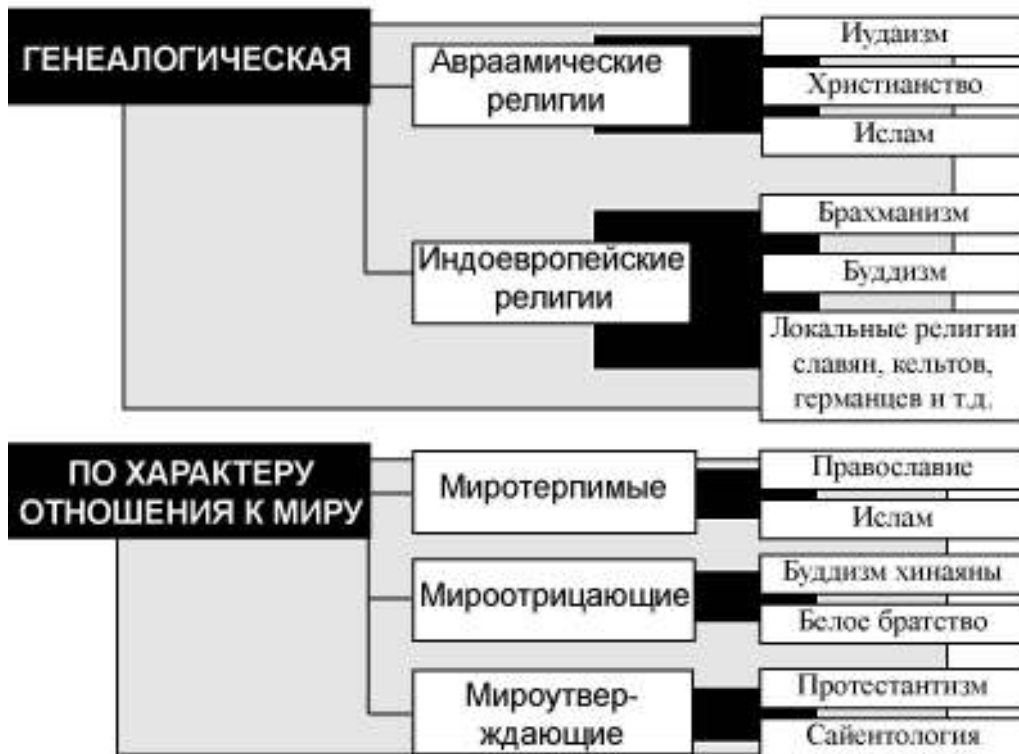 ГЕНЕАЛОГИЧЕСКАЯ
Авраамические
религии
Иудаизм
Христианство
Ислам
Индоевропейские
религии
Брахманизм
Буддизм
Локальные религии
славян, кельтов,
германцев и т.д.
ПО ХАРАКТЕРУ
ОТНОШЕНИЯ К МИРУ
Миротерпимые
Православие
Ислам
Мироотрицающие
Буддизм хинаяны
Белое братство
Мироутвер-
ждающие
Протестантизм
Сайентология